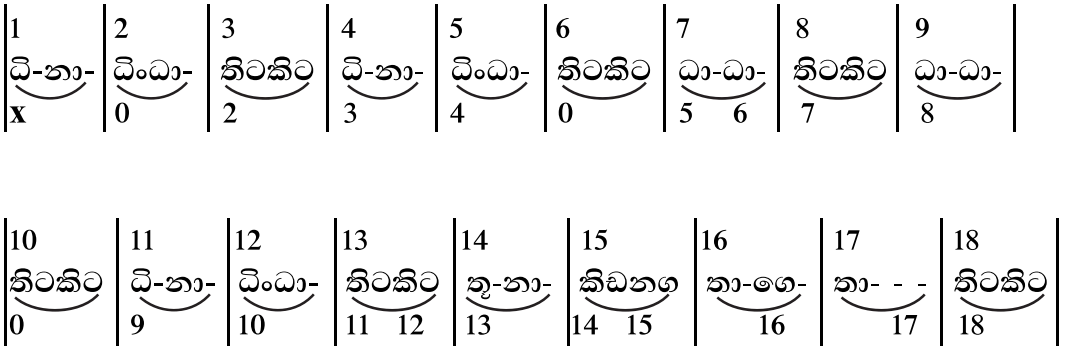 1 2 3 4 5 6 7 8 9
ධි-නා- ධිංධා- තිටකිට ධි-නා- ධිංධා- තිටකිට ධා-ධා- තිටකිට ධා-ධා-
x 0 2 3 4 0 5 6 7 8
10 11 12 13 14 15 16 17 18
තිටකිට ධි-නා- ධිංධා- තිටකිට තූ-නා- කිඩනග තා-ගෙ- තා- - - තිටකිට
0 9 10 11 12 13 14 15 16 17 18